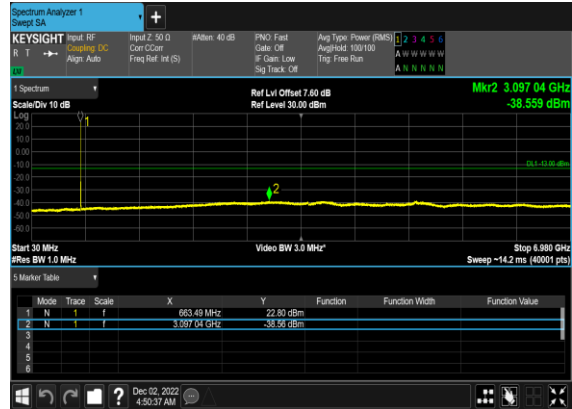 Spectrum Analyzer 1
Swept SA
+
KEYSIGHT Input: RF Input Z: 50 Ω #Atten: 40 dB PNO: Fast Avg Type: Power (RMS) 1 2 3 4 5 6
R T Coupling: DC Corr CCorr Gate: Off Avg|Hold: 100/100 A W W W W W
Align: Auto Freq Ref: Int (S) IF Gain: Low Trig: Free Run
Sig Track: Off A N N N N N
1 Spectrum Ref Lvl Offset 7.60 dB Mkr2 3.097 04 GHz
Scale/Div 10 dB Ref Level 30.00 dBm -38.559 dBm
Log
20.0
10.0
0.00
-10.0
-20.0
-30.0
-40.0
-50.0
-60.0
1
2
DL1 -13.00 dBm
Start 30 MHz Video BW 3.0 MHz* Stop 6.980 GHz
#Res BW 1.0 MHz Sweep ~14.2 ms (40001 pts)
5 Marker Table
Mode Trace Scale X Y Function Function Width Function Value
1 N 1 f 663.49 MHz 22.80 dBm
2 N 1 f 3.097 04 GHz -38.56 dBm
3
4
5
6
? Dec 02, 2022
4:50:37 AM